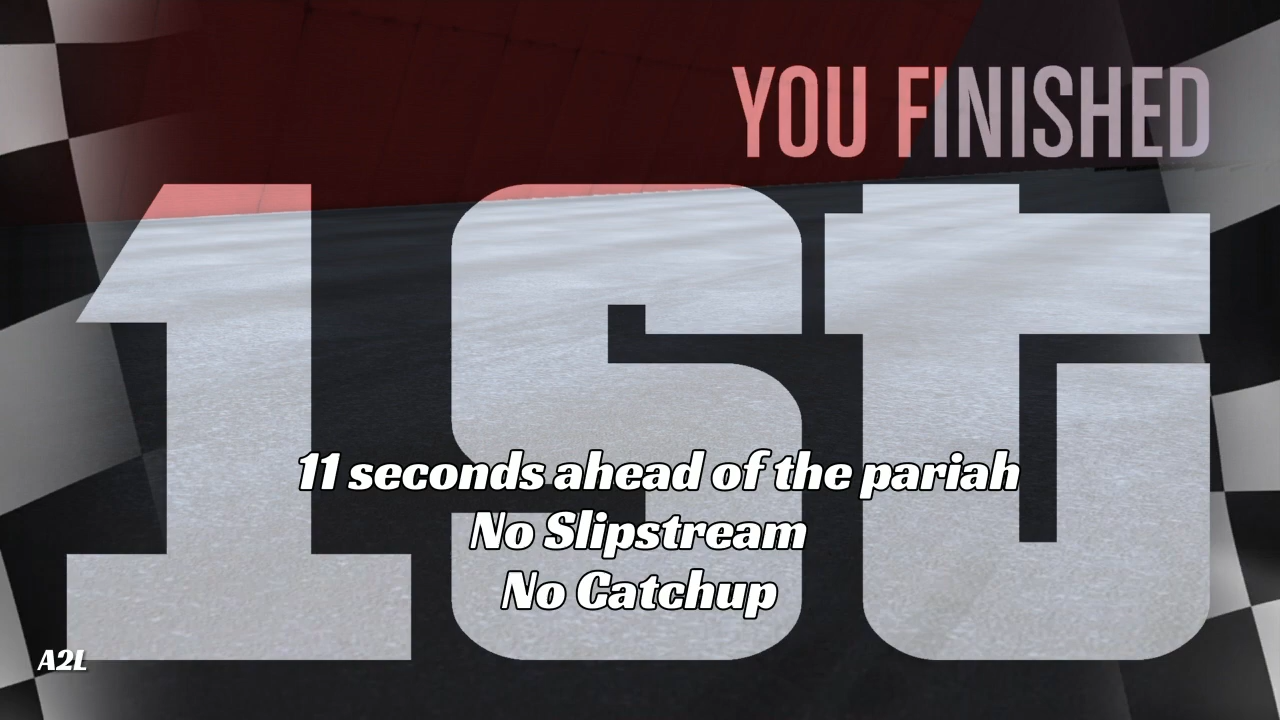 YOU FINISHED
1st
11 seconds ahead of the pariah
No Slipstream
No Catchup
A2L